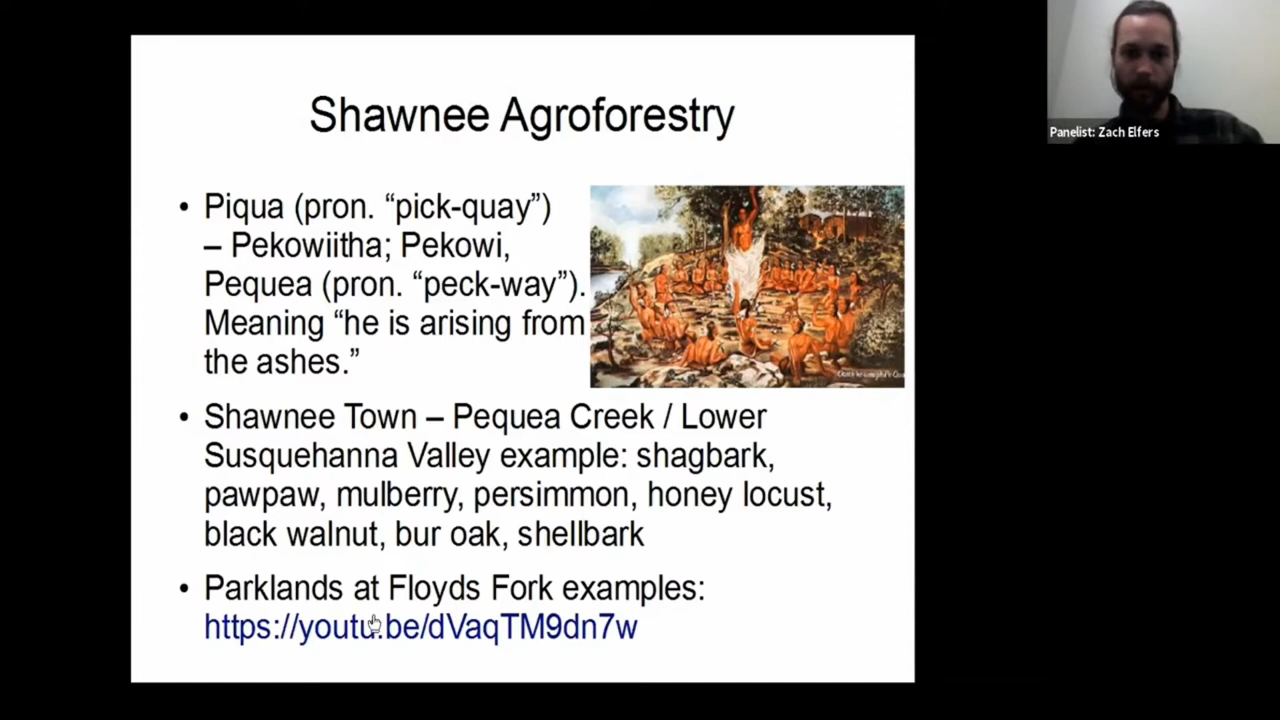 Shawnee Agroforestry
Panelist: Zach Elfers
• Piqua (pron. “pick-quay”)
– Pekowiitha; Pekowi,
Pequea (pron. “peck-way”).
Meaning “he is arising from
the ashes.”
• Shawnee Town – Pequea Creek / Lower
Susquehanna Valley example: shagbark,
pawpaw, mulberry, persimmon, honey locust,
black walnut, bur oak, shellbark
• Parklands at Floyds Fork examples:
https://youtu.be/dVaqTM9dn7w